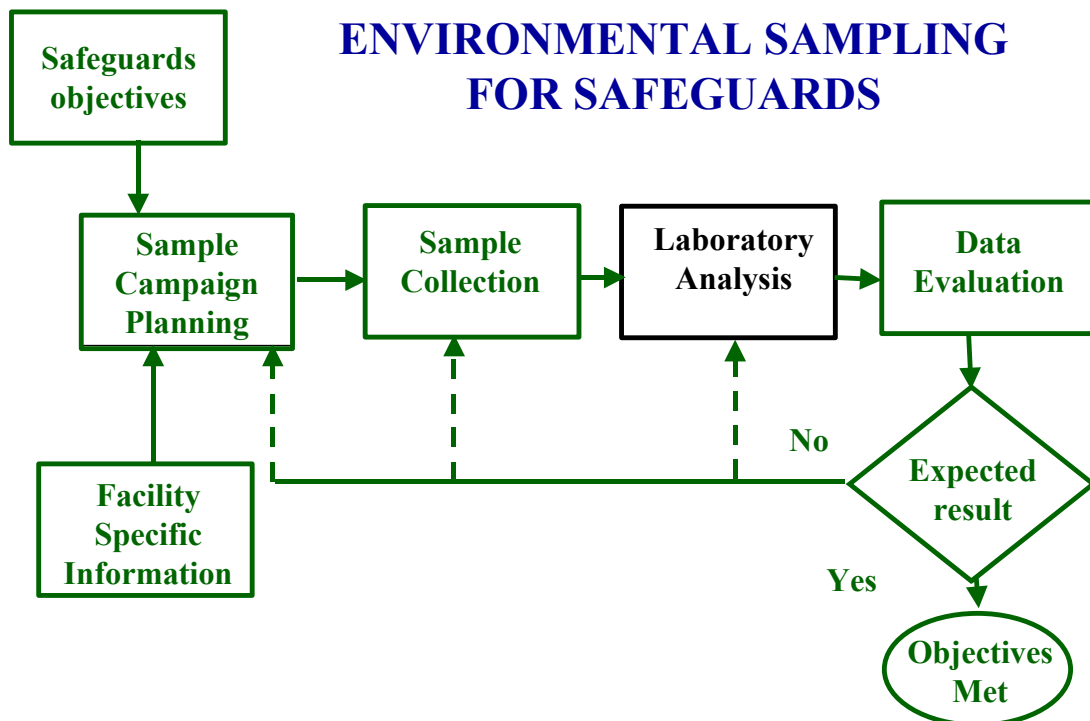 ENVIRONMENTAL SAMPLING
FOR SAFEGUARDS
Safeguards
objectives
Sample
Campaign
Planning
Sample
Collection
Laboratory
Analysis
Data
Evaluation
Facility
Specific
Information
No
Expected
result
Yes
Objectives
Met